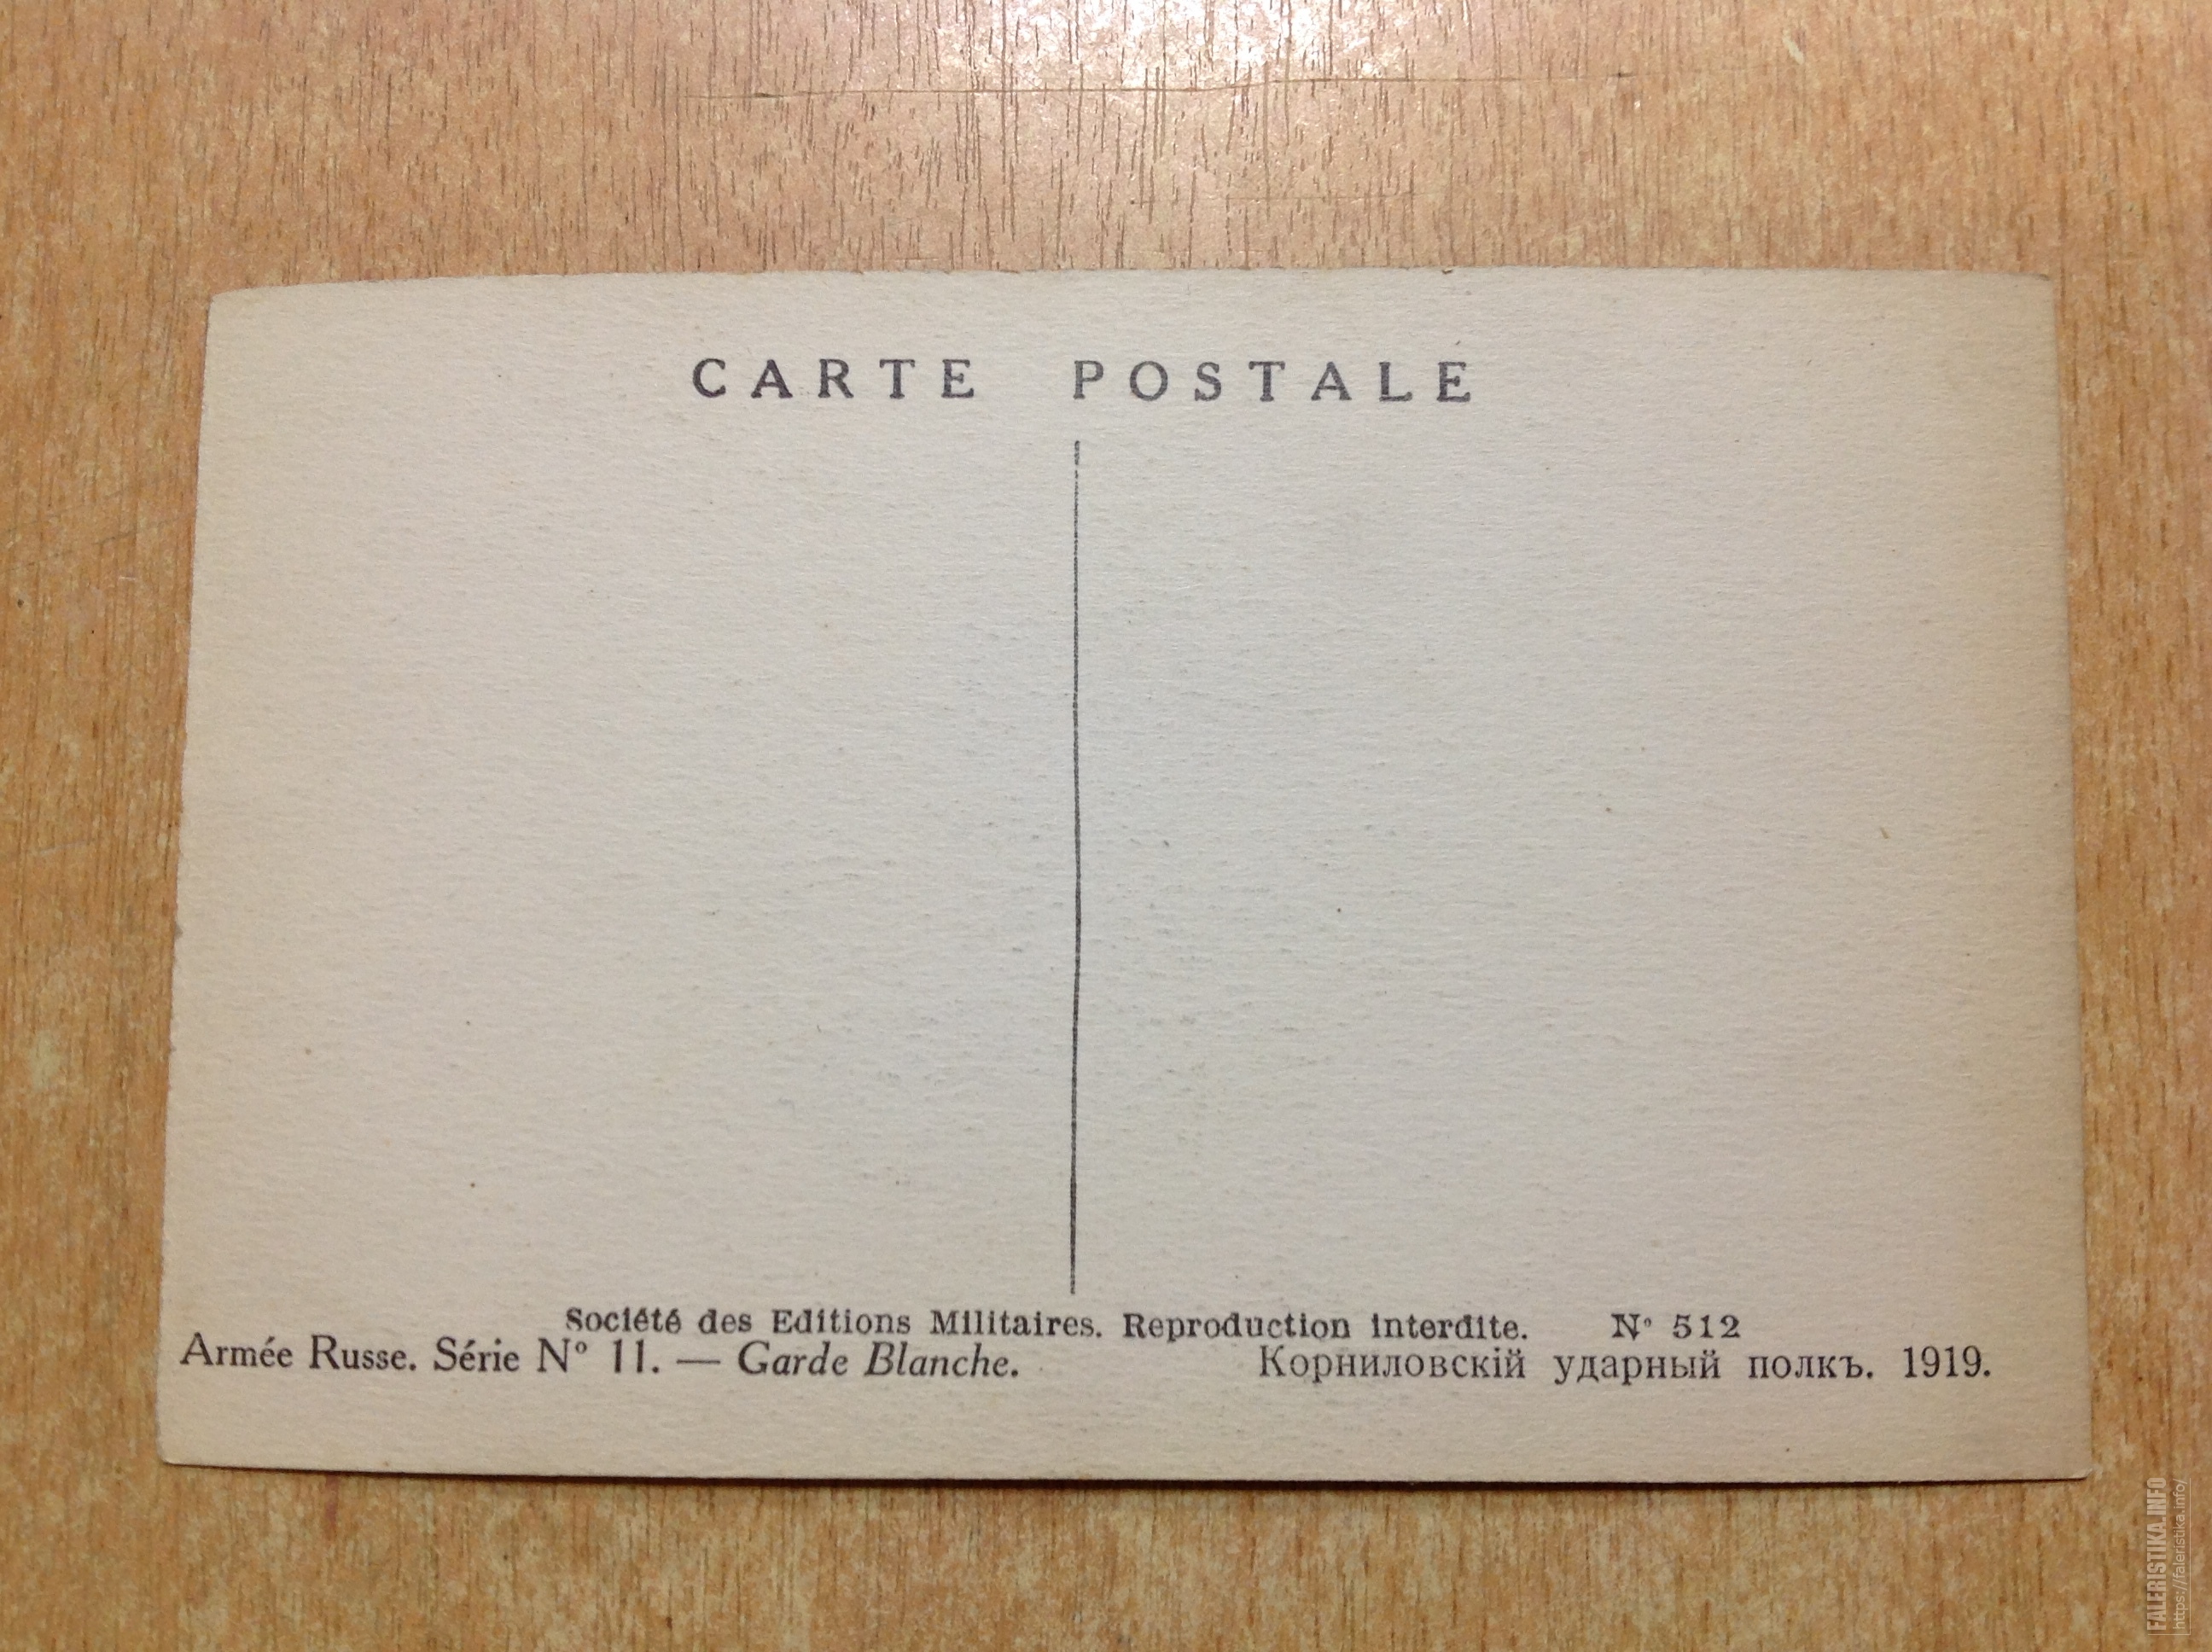 CARTE POSTALE
Société des Editions Militaires. Reproduction interdite. N° 512
Armée Russe. Série N° 11. — Garde Blanche. Корниловскій ударный полкъ. 1919.
FALERISTIKA.INFO
https://faleristika.info/